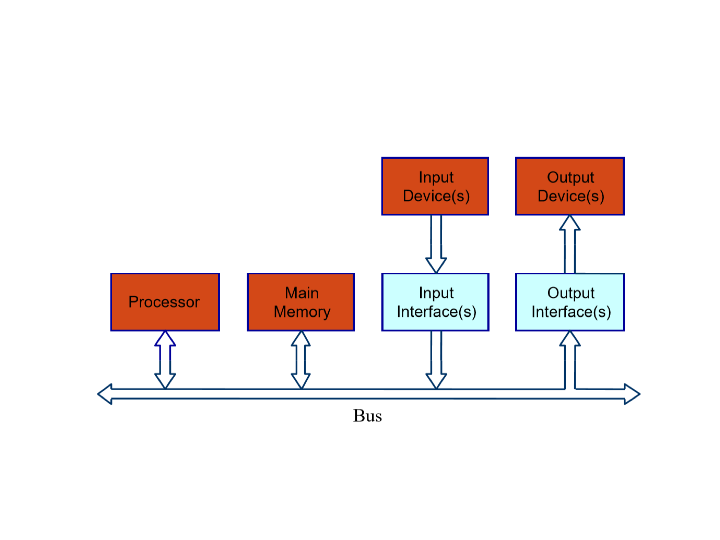 Input
Device(s)
Output
Device(s)
Processor
Main
Memory
Input
Interface(s)
Output
Interface(s)
Bus